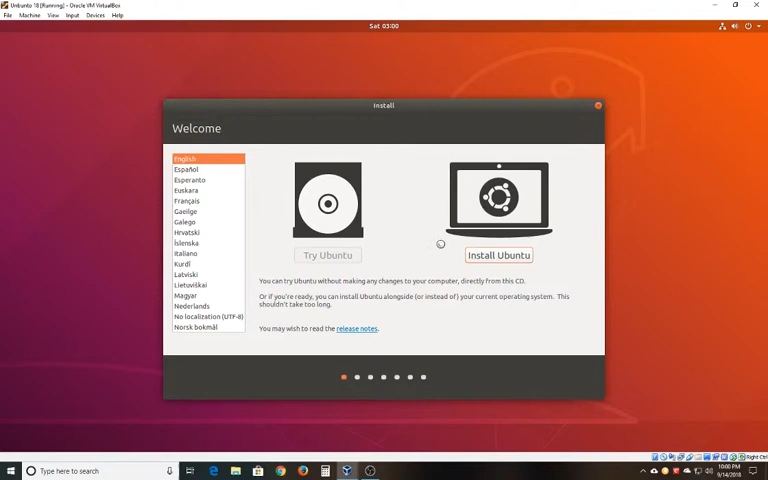 Unbunto 18 [Running] - Oracle VM VirtualBox
File Machine View Input Devices Help
Sat 03:00
Install
Welcome
English
Español
Esperanto
Euskara
Français
Gaeilge
Galego
Hrvatski
Íslenska
Italiano
Kurdî
Latviski
Lietuviškai
Magyar
Nederlands
No localization (UTF-8)
Norsk bokmål
Try Ubuntu
Install Ubuntu
You can try Ubuntu without making any changes to your computer, directly from this CD.
Or if you're ready, you can install Ubuntu alongside (or instead of) your current operating system. This
shouldn't take too long.
You may wish to read the release notes.
Right Ctrl
Type here to search
10:00 PM
9/14/2018